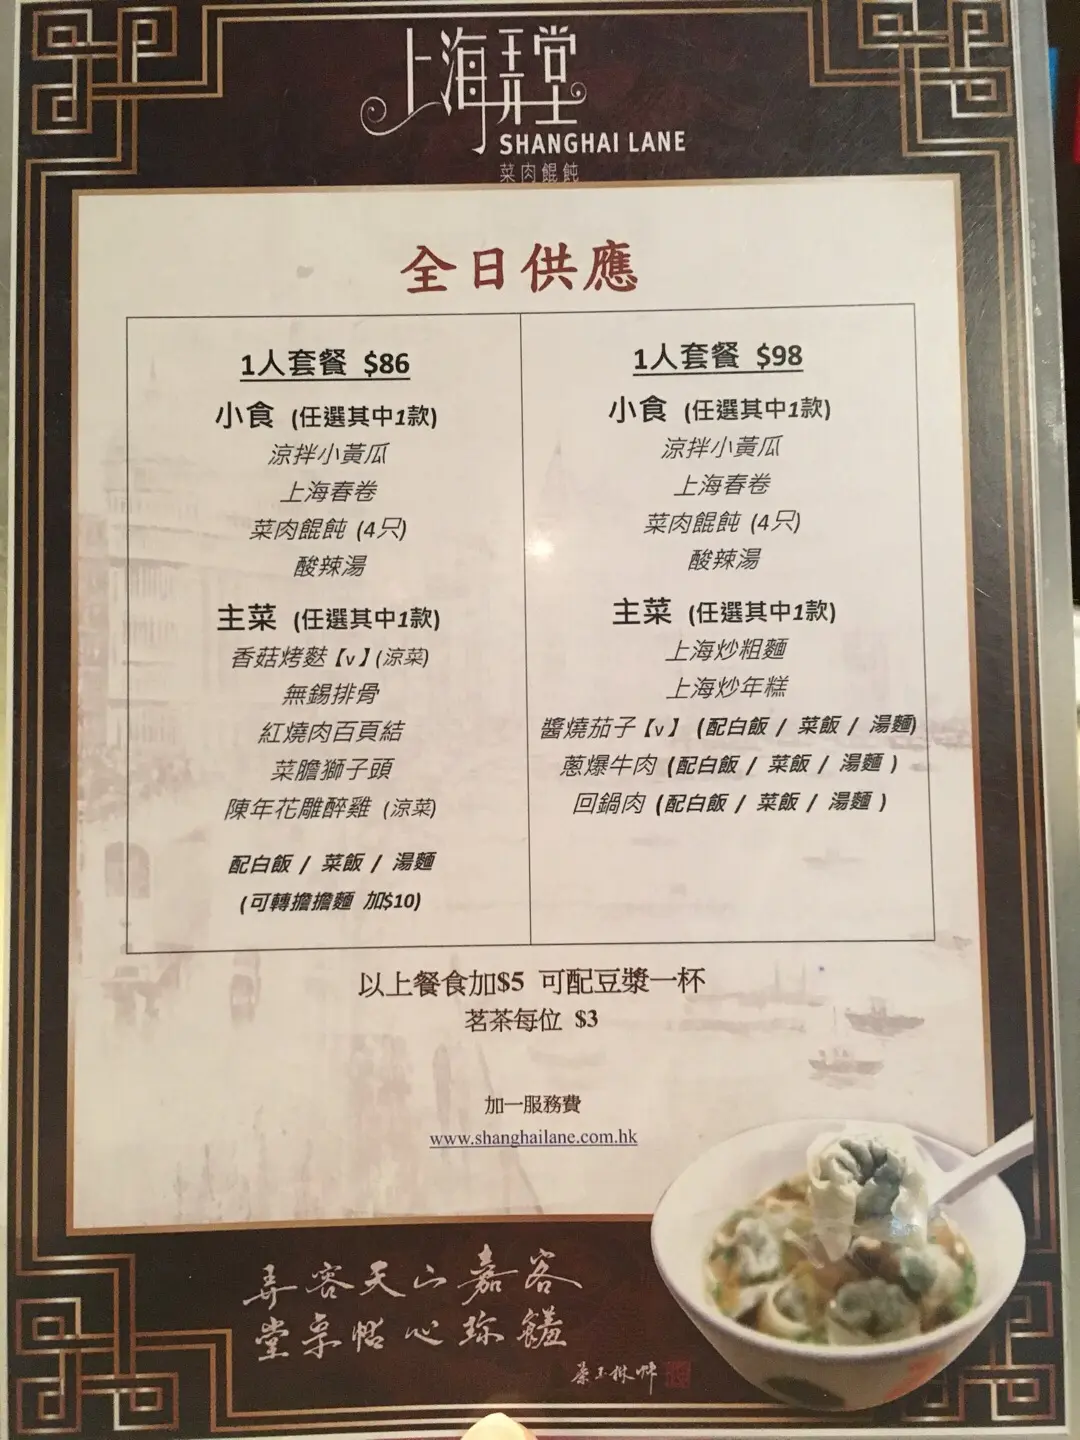 上海弄堂
SHANGHAI LANE
菜肉餛飩
全日供應
1人套餐 $86
小食 (任選其中1款)
涼拌小黃瓜
上海春卷
菜肉餛飩 (4只)
酸辣湯
主菜 (任選其中1款)
香菇烤麩【v】(涼菜)
無錫排骨
紅燒肉百頁結
菜膽獅子頭
陳年花雕醉雞 (涼菜)
配白飯 / 菜飯 / 湯麵
(可轉擔擔麵 加$10)
1人套餐 $98
小食 (任選其中1款)
涼拌小黃瓜
上海春卷
菜肉餛飩 (4只)
酸辣湯
主菜 (任選其中1款)
上海炒粗麵
上海炒年糕
醬燒茄子【v】 (配白飯 / 菜飯 / 湯麵)
蔥爆牛肉 (配白飯 / 菜飯 / 湯麵 )
回鍋肉 (配白飯 / 菜飯 / 湯麵 )
以上餐食加$5 可配豆漿一杯
茗茶每位 $3
加一服務費
www.shanghailane.com.hk